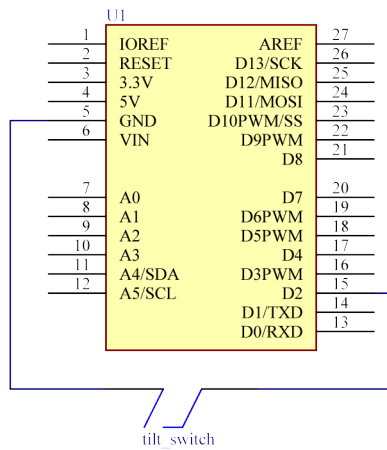 U1
1 IOREF AREF 27
2 RESET D13/SCK 26
3 3.3V D12/MISO 25
4 5V D11/MOSI 24
5 GND D10PWM/SS 23
6 VIN D9PWM 22
D8 21
7 A0 D7 20
8 A1 D6PWM 19
9 A2 D5PWM 18
10 A3 D4 17
11 A4/SDA D3PWM 16
12 A5/SCL D2 15
D1/TXD 14
D0/RXD 13
tilt_switch